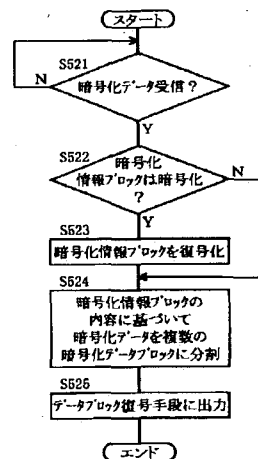 スタート
S521
暗号化データ受信?
N
Y
S522
暗号化
情報ブロックは暗号化
?
N
Y
S523
暗号化情報ブロックを復号化
S524
暗号化情報ブロックの
内容に基づいて
暗号化データを複数の
暗号化データブロックに分割
S525
データブロック復号手段に出力
エンド